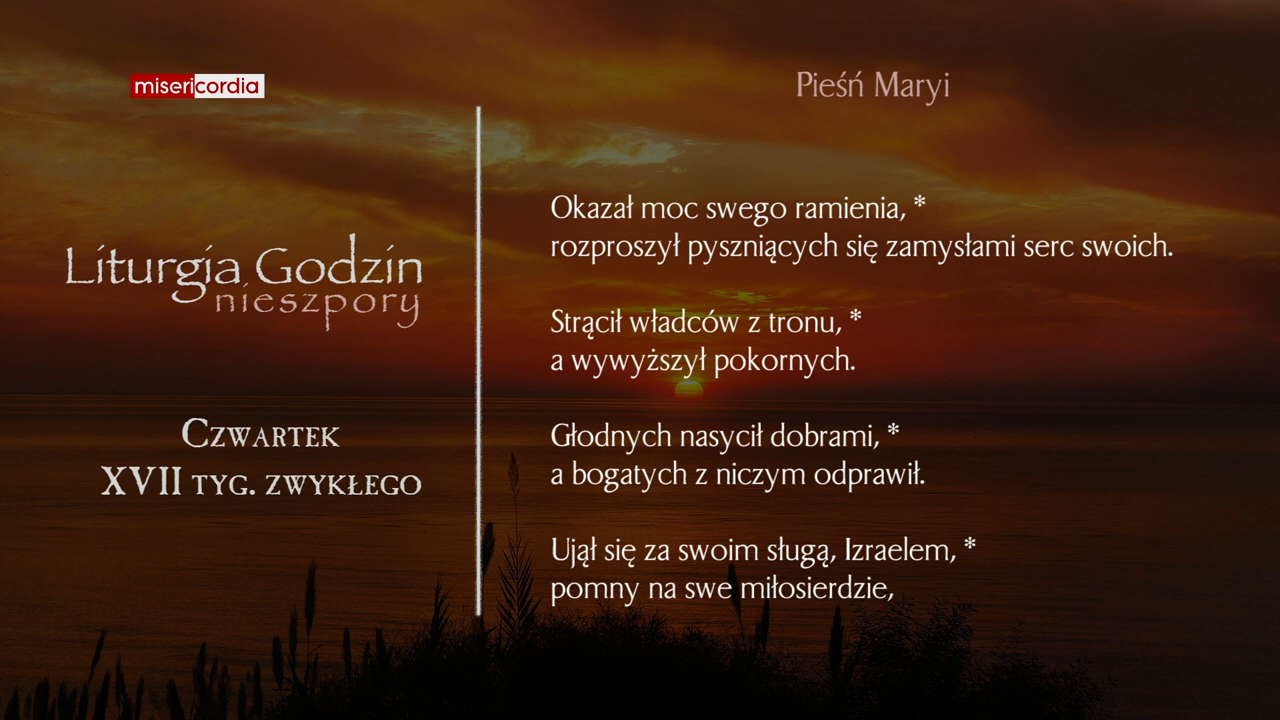 misericordia
Liturgia Godzin
nieszpory
Czwartek
XVII tyg. zwykłego
Pieśń Maryi
Okazał moc swego ramienia, *
rozproszył pyszniących się zamysłami serc swoich.
Strącił władców z tronu, *
a wywyższył pokornych.
Głodnych nasycił dobrami, *
a bogatych z niczym odprawił.
Ujął się za swoim sługą, Izraelem, *
pomny na swe miłosierdzie,